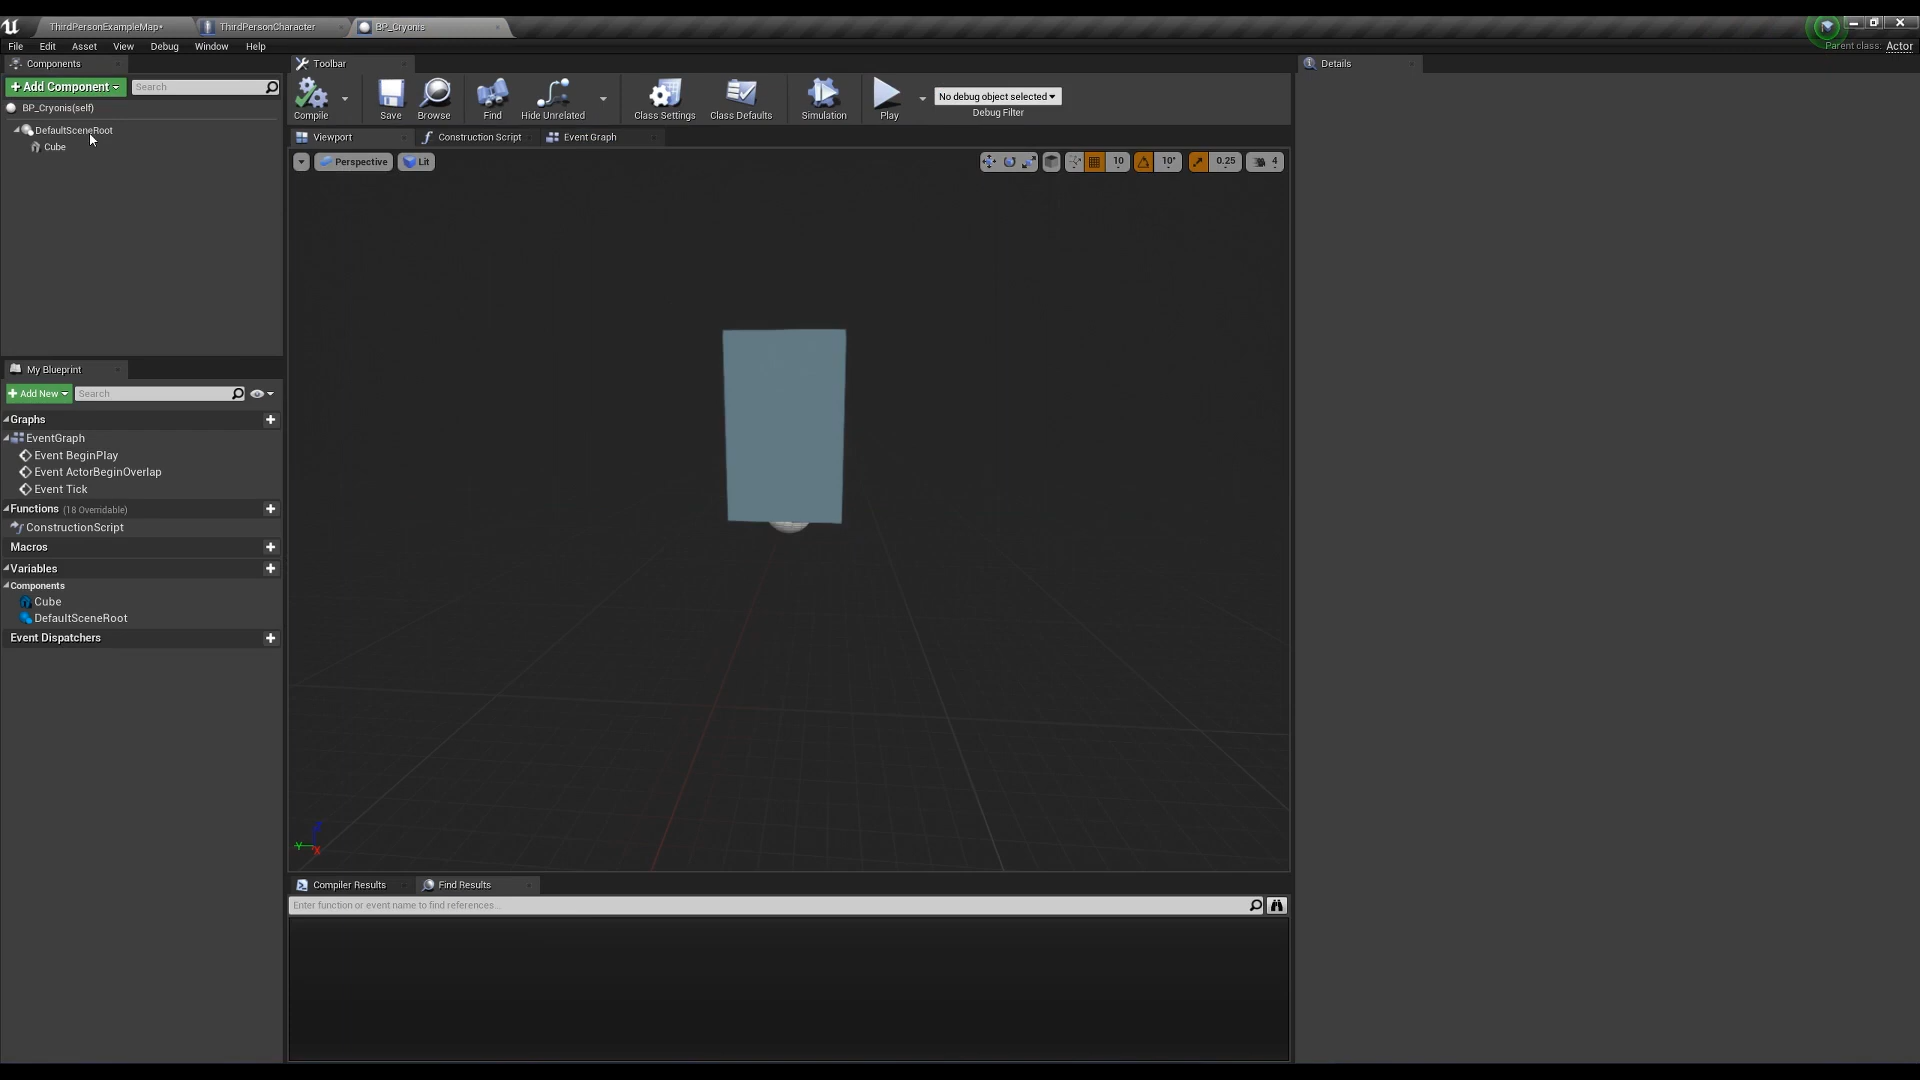 ThirdPersonExampleMap*
ThirdPersonCharacter
BP_Cryonis
File Edit Asset View Debug Window Help
Parent class: Actor
Components
Toolbar
Details
+ Add Component
Search
BP_Cryonis(self)
DefaultSceneRoot
Cube
Compile
Save
Browse
Find
Hide Unrelated
Class Settings
Class Defaults
Simulation
Play
No debug object selected
Debug Filter
Viewport
Construction Script
Event Graph
Perspective
Lit
10
10°
0.25
4
My Blueprint
+ Add New
Search
Graphs
EventGraph
Event BeginPlay
Event ActorBeginOverlap
Event Tick
Functions (18 Overridable)
ConstructionScript
Macros
Variables
Components
Cube
DefaultSceneRoot
Event Dispatchers
Z
Y
X
Compiler Results
Find Results
Enter function or event name to find references...